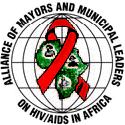 ALLIANCE OF MAYORS AND MUNICIPAL LEADERS
ON HIV/AIDS IN AFRICA